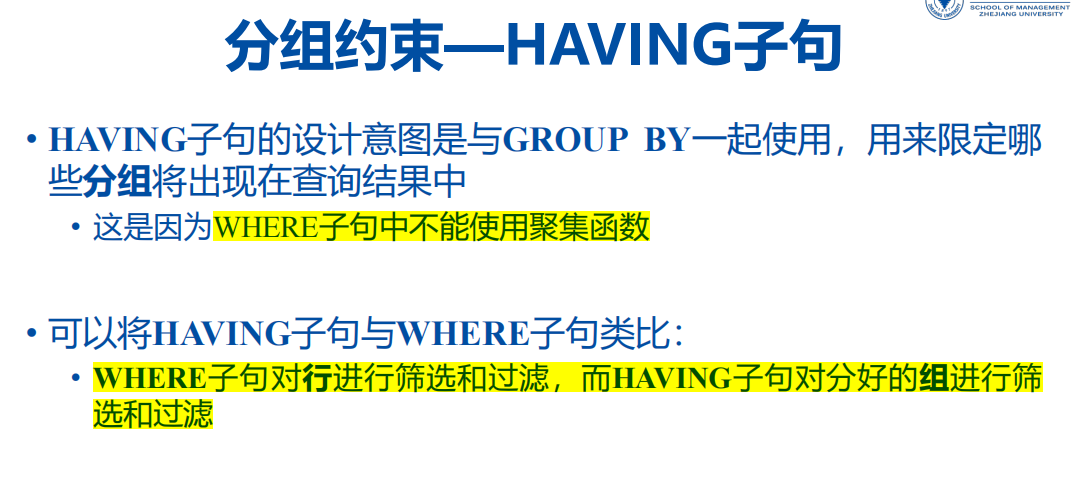 SCHOOL OF MANAGEMENT
ZHEJIANG UNIVERSITY
分组约束—HAVING子句
• HAVING子句的设计意图是与GROUP BY一起使用，用来限定哪
些分组将出现在查询结果中
• 这是因为WHERE子句中不能使用聚集函数
• 可以将HAVING子句与WHERE子句类比：
• WHERE子句对行进行筛选和过滤，而HAVING子句对分好的组进行筛
选和过滤